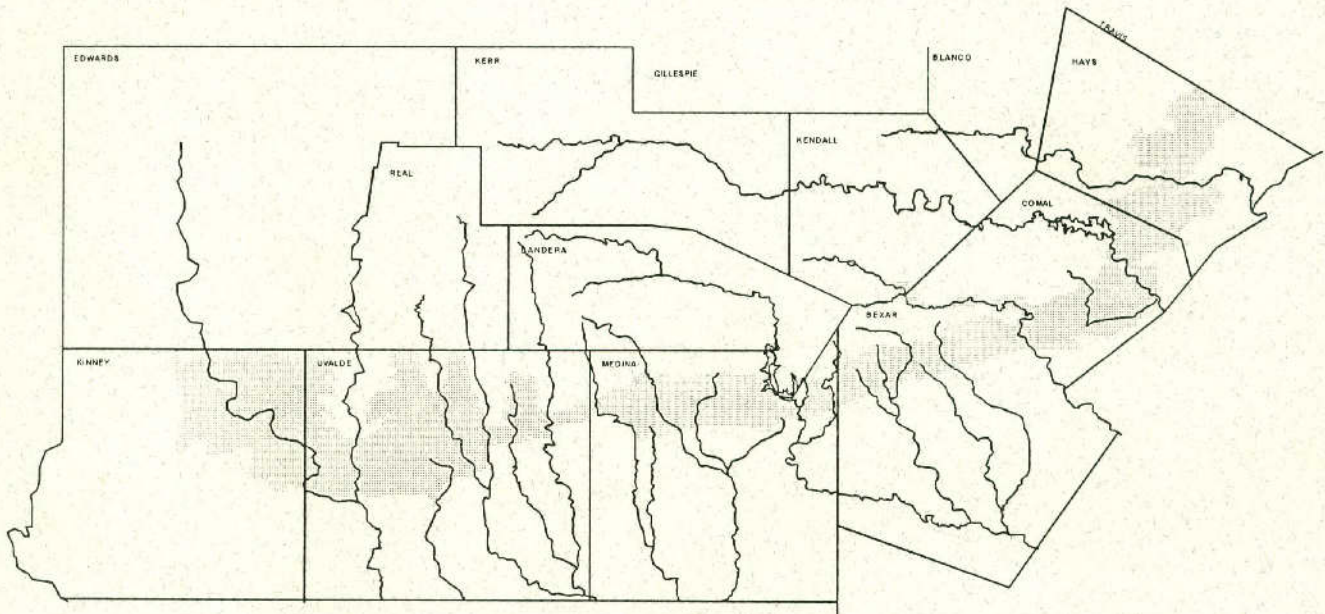 TRAVIS
EDWARDS
KERR
BLANCO
HAYS
GILLESPIE
KENDALL
REAL
COMAL
BANDERA
BEXAR
KINNEY
UVALDE
MEDINA